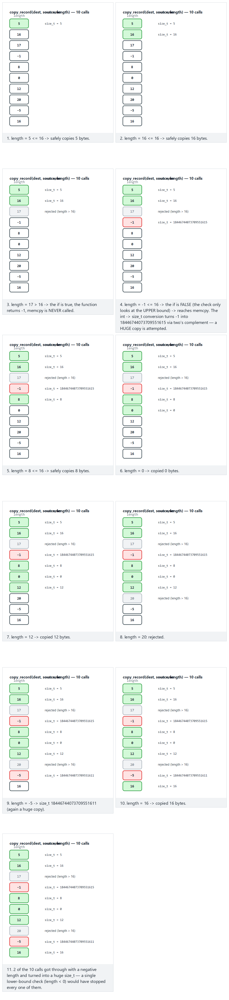 copy_record(dest, source, length) — 10 calls
outcome
length
5 size_t = 5
16
17
-1
8
0
12
20
-5
16
1. length = 5 <= 16 -> safely copies 5 bytes.
copy_record(dest, source, length) — 10 calls
outcome
length
5 size_t = 5
16 size_t = 16
17
-1
8
0
12
20
-5
16
2. length = 16 <= 16 -> safely copies 16 bytes.
copy_record(dest, source, length) — 10 calls
outcome
length
5 size_t = 5
16 size_t = 16
17 rejected (length > 16)
-1
8
0
12
20
-5
16
3. length = 17 > 16 -> the if is true, the function
returns -1, memcpy is NEVER called.
copy_record(dest, source, length) — 10 calls
outcome
length
5 size_t = 5
16 size_t = 16
17 rejected (length > 16)
-1 size_t = 18446744073709551615
8
0
12
20
-5
16
4. length = -1 <= 16 -> the if is FALSE (the check only
looks at the UPPER bound) -> reaches memcpy. The
int -> size_t conversion turns -1 into
18446744073709551615 via two's complement — a
HUGE copy is attempted.
copy_record(dest, source, length) — 10 calls
outcome
length
5 size_t = 5
16 size_t = 16
17 rejected (length > 16)
-1 size_t = 18446744073709551615
8 size_t = 8
0
12
20
-5
16
5. length = 8 <= 16 -> safely copies 8 bytes.
copy_record(dest, source, length) — 10 calls
outcome
length
5 size_t = 5
16 size_t = 16
17 rejected (length > 16)
-1 size_t = 18446744073709551615
8 size_t = 8
0 size_t = 0
12
20
-5
16
6. length = 0 -> copied 0 bytes.
copy_record(dest, source, length) — 10 calls
outcome
length
5 size_t = 5
16 size_t = 16
17 rejected (length > 16)
-1 size_t = 18446744073709551615
8 size_t = 8
0 size_t = 0
12 size_t = 12
20
-5
16
7. length = 12 -> copied 12 bytes.
copy_record(dest, source, length) — 10 calls
outcome
length
5 size_t = 5
16 size_t = 16
17 rejected (length > 16)
-1 size_t = 18446744073709551615
8 size_t = 8
0 size_t = 0
12 size_t = 12
20 rejected (length > 16)
-5
16
8. length = 20: rejected.
copy_record(dest, source, length) — 10 calls
outcome
length
5 size_t = 5
16 size_t = 16
17 rejected (length > 16)
-1 size_t = 18446744073709551615
8 size_t = 8
0 size_t = 0
12 size_t = 12
20 rejected (length > 16)
-5 size_t = 18446744073709551611
16
9. length = -5 -> size_t 18446744073709551611
(again a huge copy).
copy_record(dest, source, length) — 10 calls
outcome
length
5 size_t = 5
16 size_t = 16
17 rejected (length > 16)
-1 size_t = 18446744073709551615
8 size_t = 8
0 size_t = 0
12 size_t = 12
20 rejected (length > 16)
-5 size_t = 18446744073709551611
16 size_t = 16
10. length = 16 -> copied 16 bytes.
copy_record(dest, source, length) — 10 calls
outcome
length
5 size_t = 5
16 size_t = 16
17 rejected (length > 16)
-1 size_t = 18446744073709551615
8 size_t = 8
0 size_t = 0
12 size_t = 12
20 rejected (length > 16)
-5 size_t = 18446744073709551611
16 size_t = 16
11. 2 of the 10 calls got through with a negative
length and turned into a huge size_t — a single
lower-bound check (length < 0) would have stopped
every one of them.